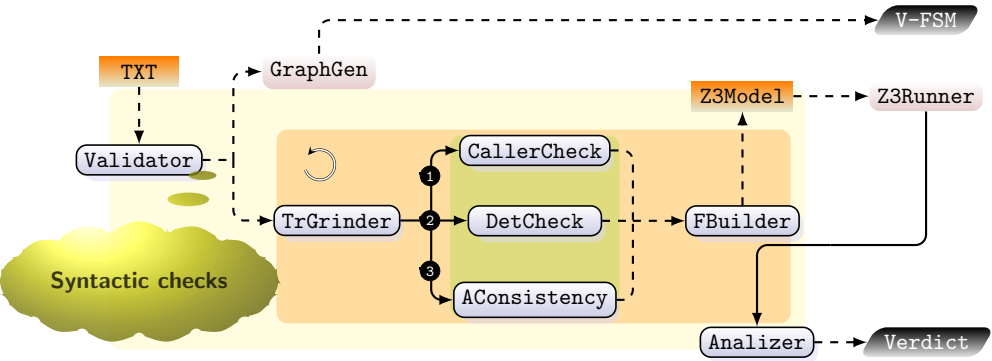 V-FSM
TXT
GraphGen
Z3Model
Z3Runner
Validator
CallerCheck
1
TrGrinder
2
DetCheck
FBuilder
3
Syntactic checks
AConsistency
Analizer
Verdict